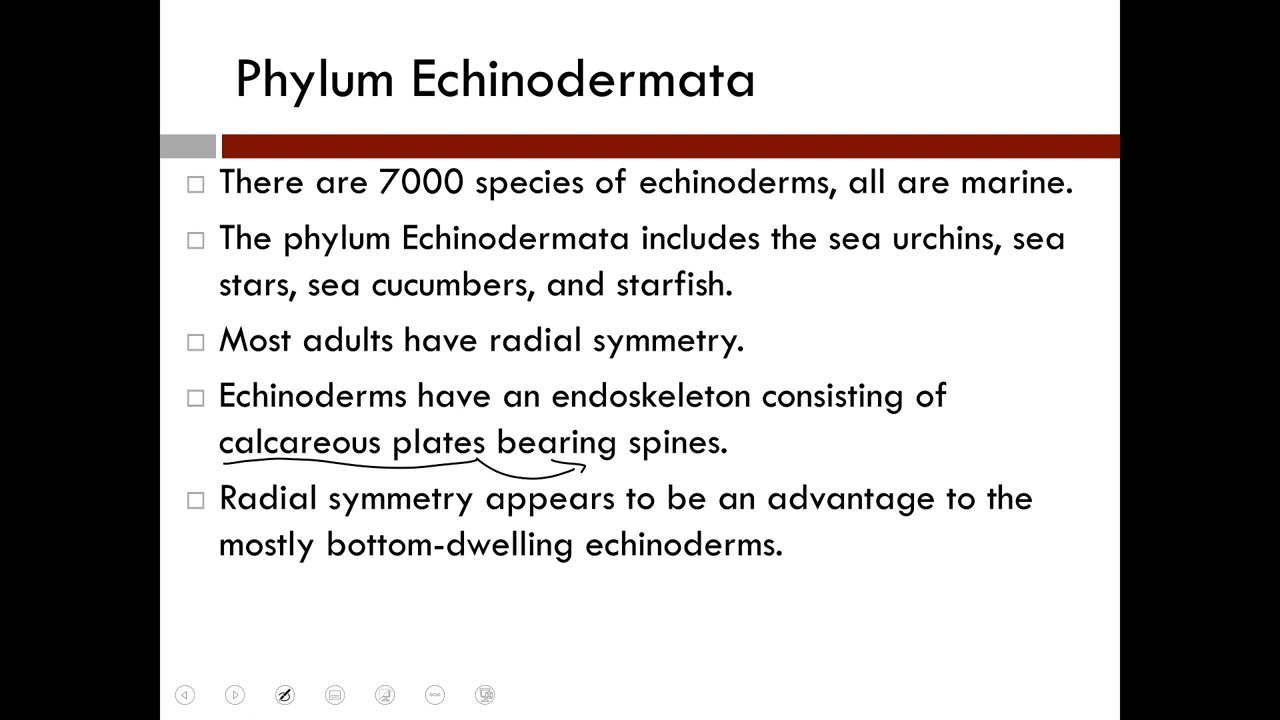 Phylum Echinodermata
There are 7000 species of echinoderms, all are marine.
The phylum Echinodermata includes the sea urchins, sea
stars, sea cucumbers, and starfish.
Most adults have radial symmetry.
Echinoderms have an endoskeleton consisting of
calcareous plates bearing spines.
Radial symmetry appears to be an advantage to the
mostly bottom-dwelling echinoderms.